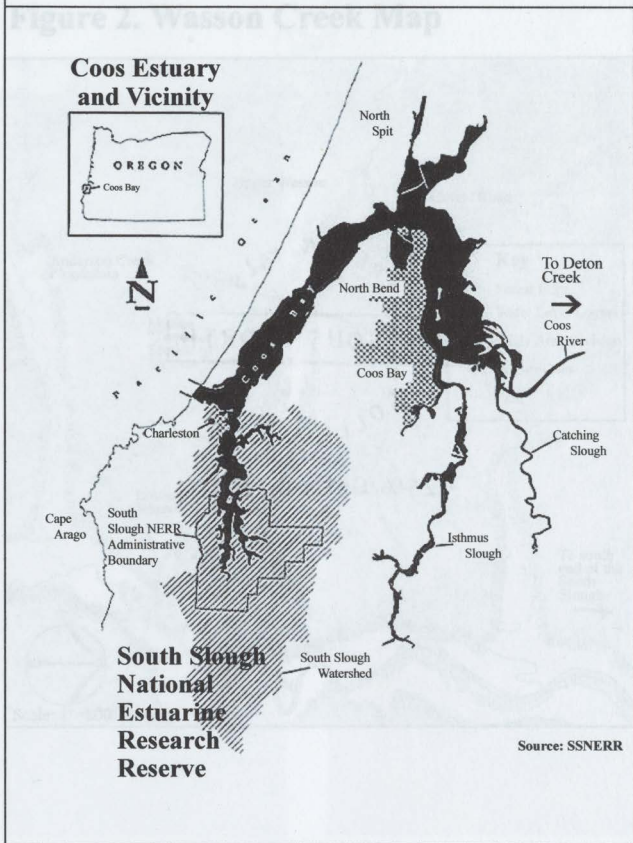 Figure 2. Wasson Creek Map
Coos Estuary
and Vicinity
OREGON
Coos Bay
N
Pacific Ocean
North
Spit
North Bend
Coos Bay
To Deton
Creek
Coos
River
Catching
Slough
Isthmus
Slough
Charleston
Cape
Arago
South
Slough NERR
Administrative
Boundary
South Slough
Watershed
South Slough
National
Estuarine
Research
Reserve
Source: SSNERR